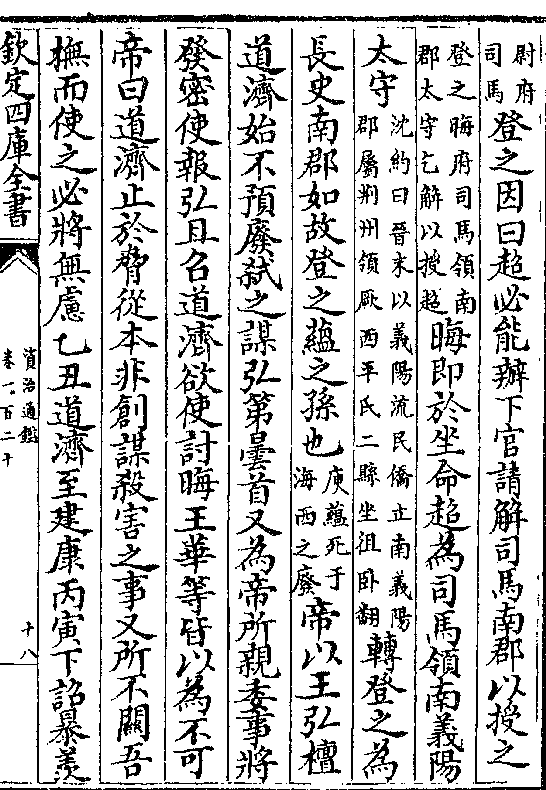 尉府司馬登之因曰超必能辦下官請解司馬南郡以授之
登之晦府司馬領南郡太守乞解以授超晦即於坐命超為司馬領南義陽
太守沈約曰晉末以義陽流民僑立南義陽郡屬荆州領厥西平氏二縣坐徂卧翻轉登之為
長史南郡如故登之蘊之孫也庾蘊死于海西之廢帝以王弘檀
道濟始不預廢弑之謀弘弟曇首又為帝所親委事將
發密使報弘且召道濟欲使討晦王華等皆以為不可
帝曰道濟止於脅從本非創謀殺害之事又所不關吾
撫而使之必將無慮乙丑道濟至建康丙寅下詔暴羨
欽定四庫全書
資治通鑑
卷一百二十
十八